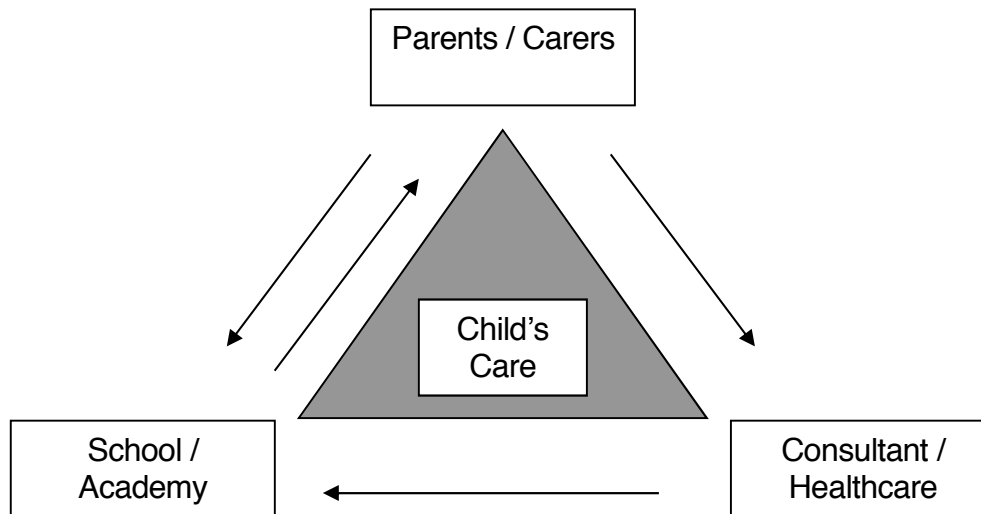 Parents / Carers
Child’s
Care
School /
Academy
Consultant /
Healthcare